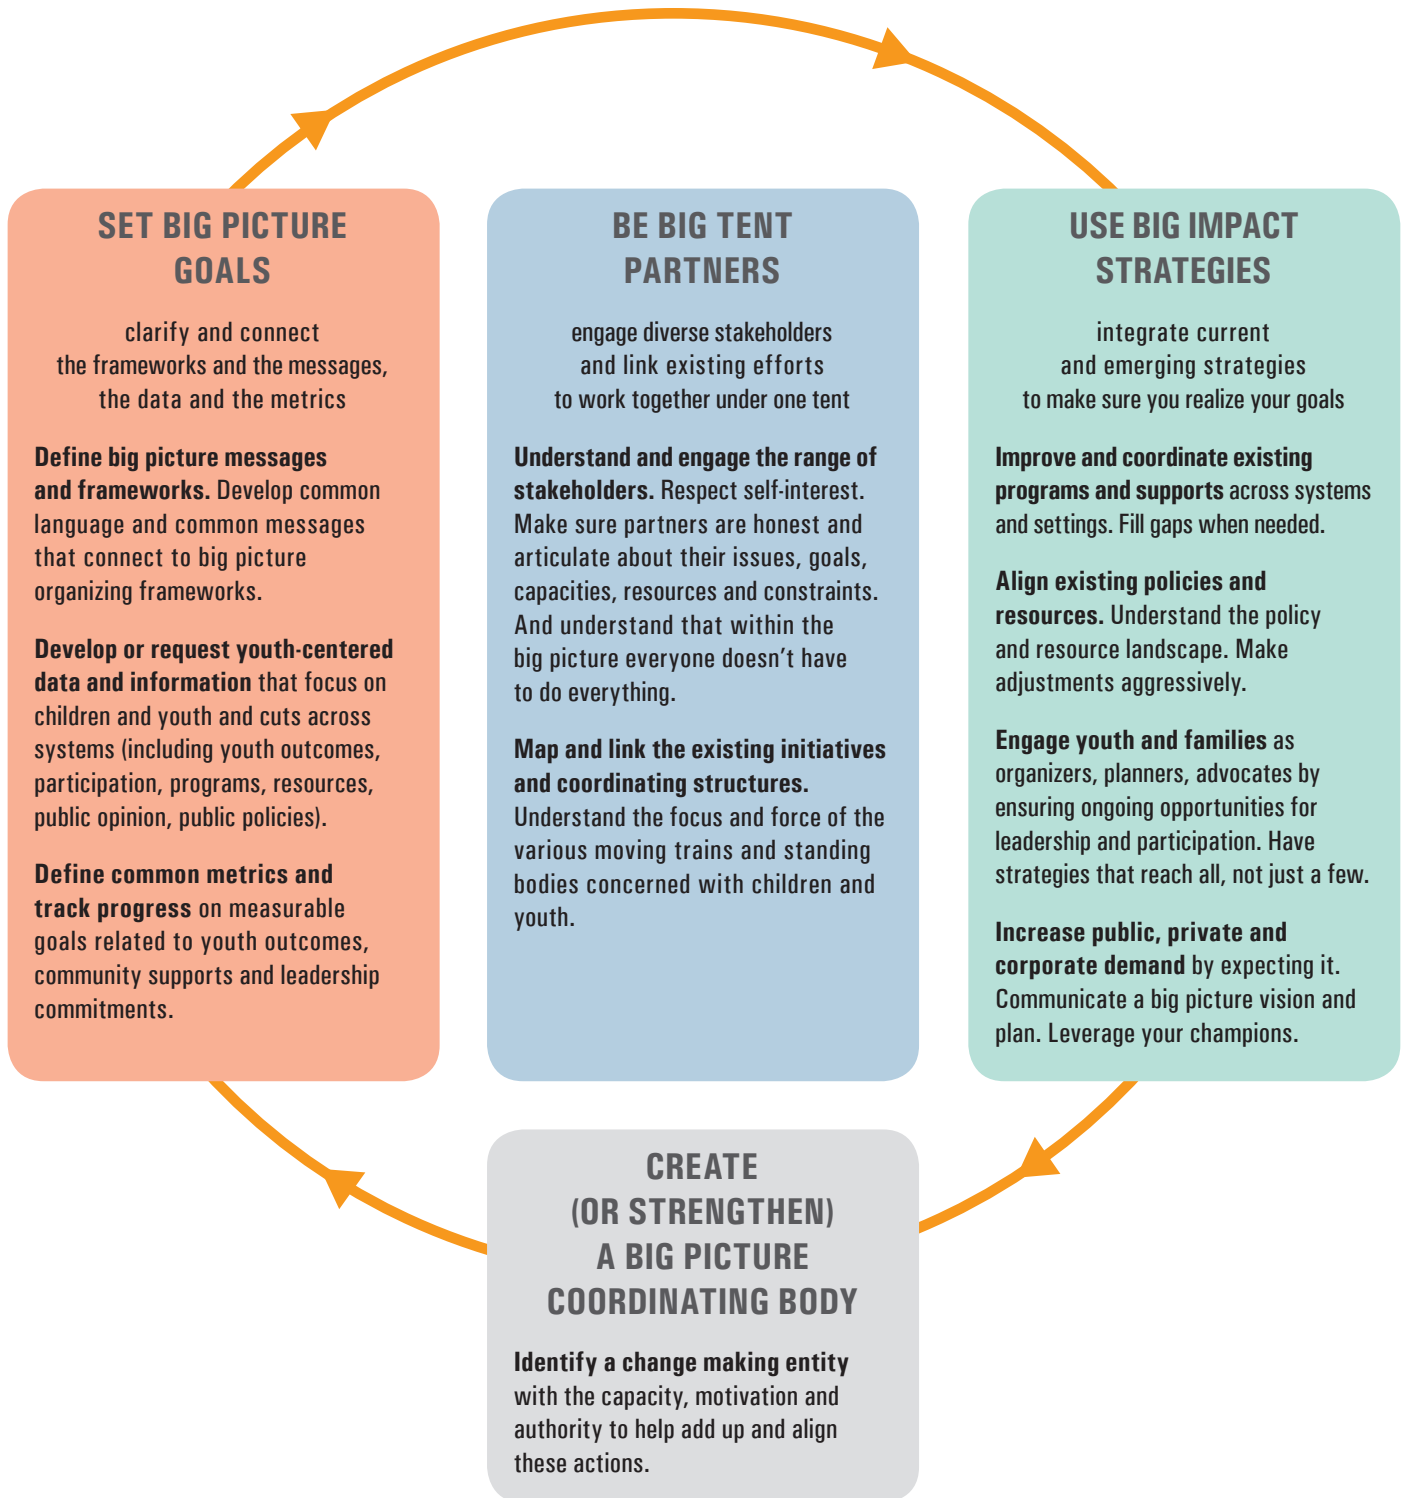 SET BIG PICTURE
GOALS
clarify and connect
the frameworks and the messages,
the data and the metrics
Define big picture messages
and frameworks. Develop common
language and common messages
that connect to big picture
organizing frameworks.
Develop or request youth-centered
data and information that focus on
children and youth and cuts across
systems (including youth outcomes,
participation, programs, resources,
public opinion, public policies).
Define common metrics and
track progress on measurable
goals related to youth outcomes,
community supports and leadership
commitments.
BE BIG TENT
PARTNERS
engage diverse stakeholders
and link existing efforts
to work together under one tent
Understand and engage the range of
stakeholders. Respect self-interest.
Make sure partners are honest and
articulate about their issues, goals,
capacities, resources and constraints.
And understand that within the
big picture everyone doesn’t have
to do everything.
Map and link the existing initiatives
and coordinating structures.
Understand the focus and force of the
various moving trains and standing
bodies concerned with children and
youth.
USE BIG IMPACT
STRATEGIES
integrate current
and emerging strategies
to make sure you realize your goals
Improve and coordinate existing
programs and supports across systems
and settings. Fill gaps when needed.
Align existing policies and
resources. Understand the policy
and resource landscape. Make
adjustments aggressively.
Engage youth and families as
organizers, planners, advocates by
ensuring ongoing opportunities for
leadership and participation. Have
strategies that reach all, not just a few.
Increase public, private and
corporate demand by expecting it.
Communicate a big picture vision and
plan. Leverage your champions.
CREATE
(OR STRENGTHEN)
A BIG PICTURE
COORDINATING BODY
Identify a change making entity
with the capacity, motivation and
authority to help add up and align
these actions.